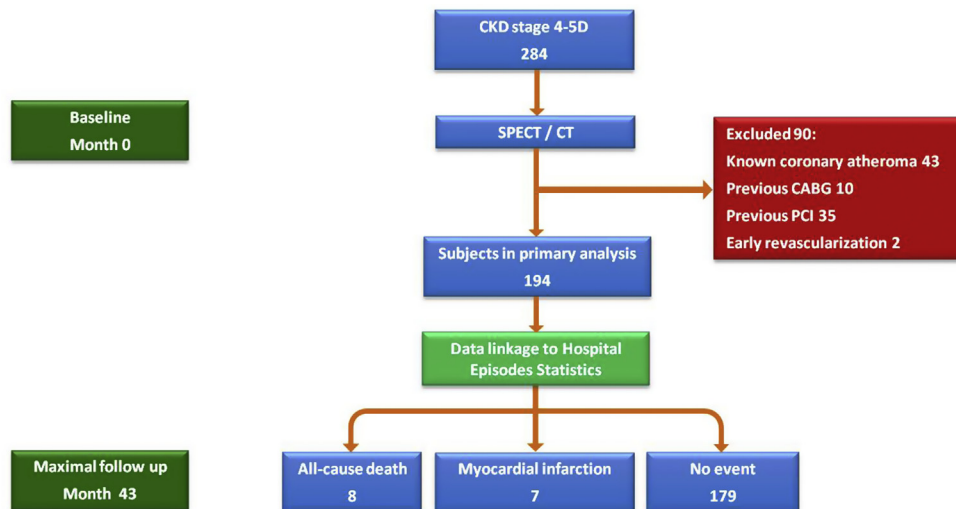 CKD stage 4-5D
284
Baseline
Month 0
SPECT / CT
Excluded 90:
Known coronary atheroma 43
Previous CABG 10
Previous PCI 35
Early revascularization 2
Subjects in primary analysis
194
Data linkage to Hospital
Episodes Statistics
Maximal follow up
Month 43
All-cause death
8
Myocardial infarction
7
No event
179